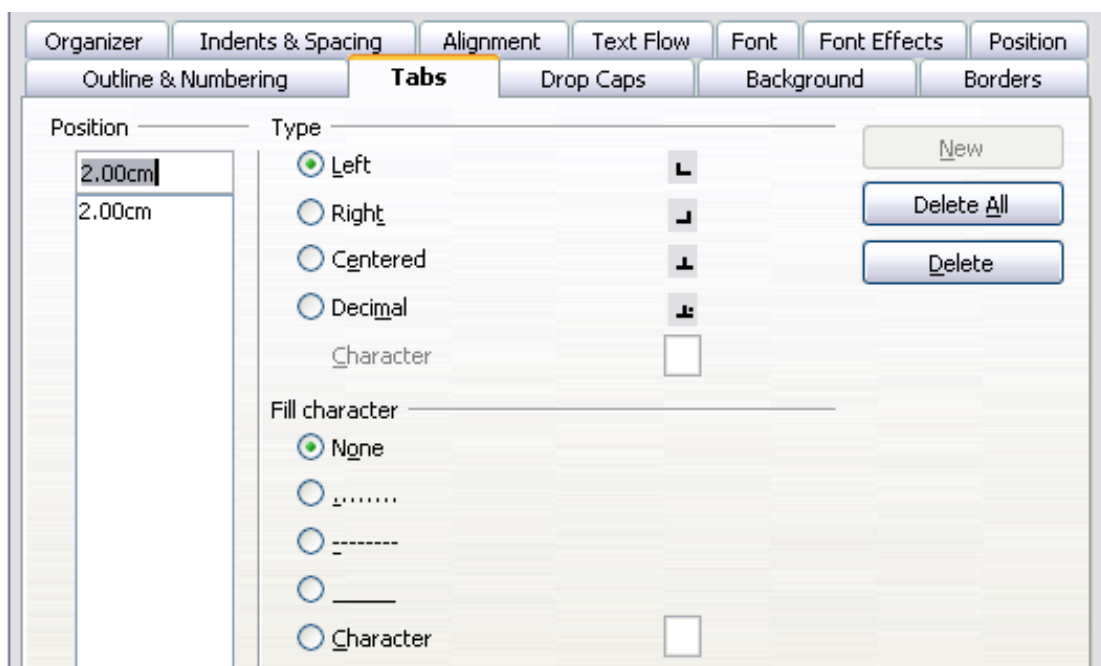 Organizer Indents & Spacing Alignment Text Flow Font Font Effects Position
Outline & Numbering Tabs Drop Caps Background Borders
Position Type
2.00cm Left New
2.00cm Right Delete All
Centered Delete
Decimal
Character
Fill character
None
........
--------
_____
Character